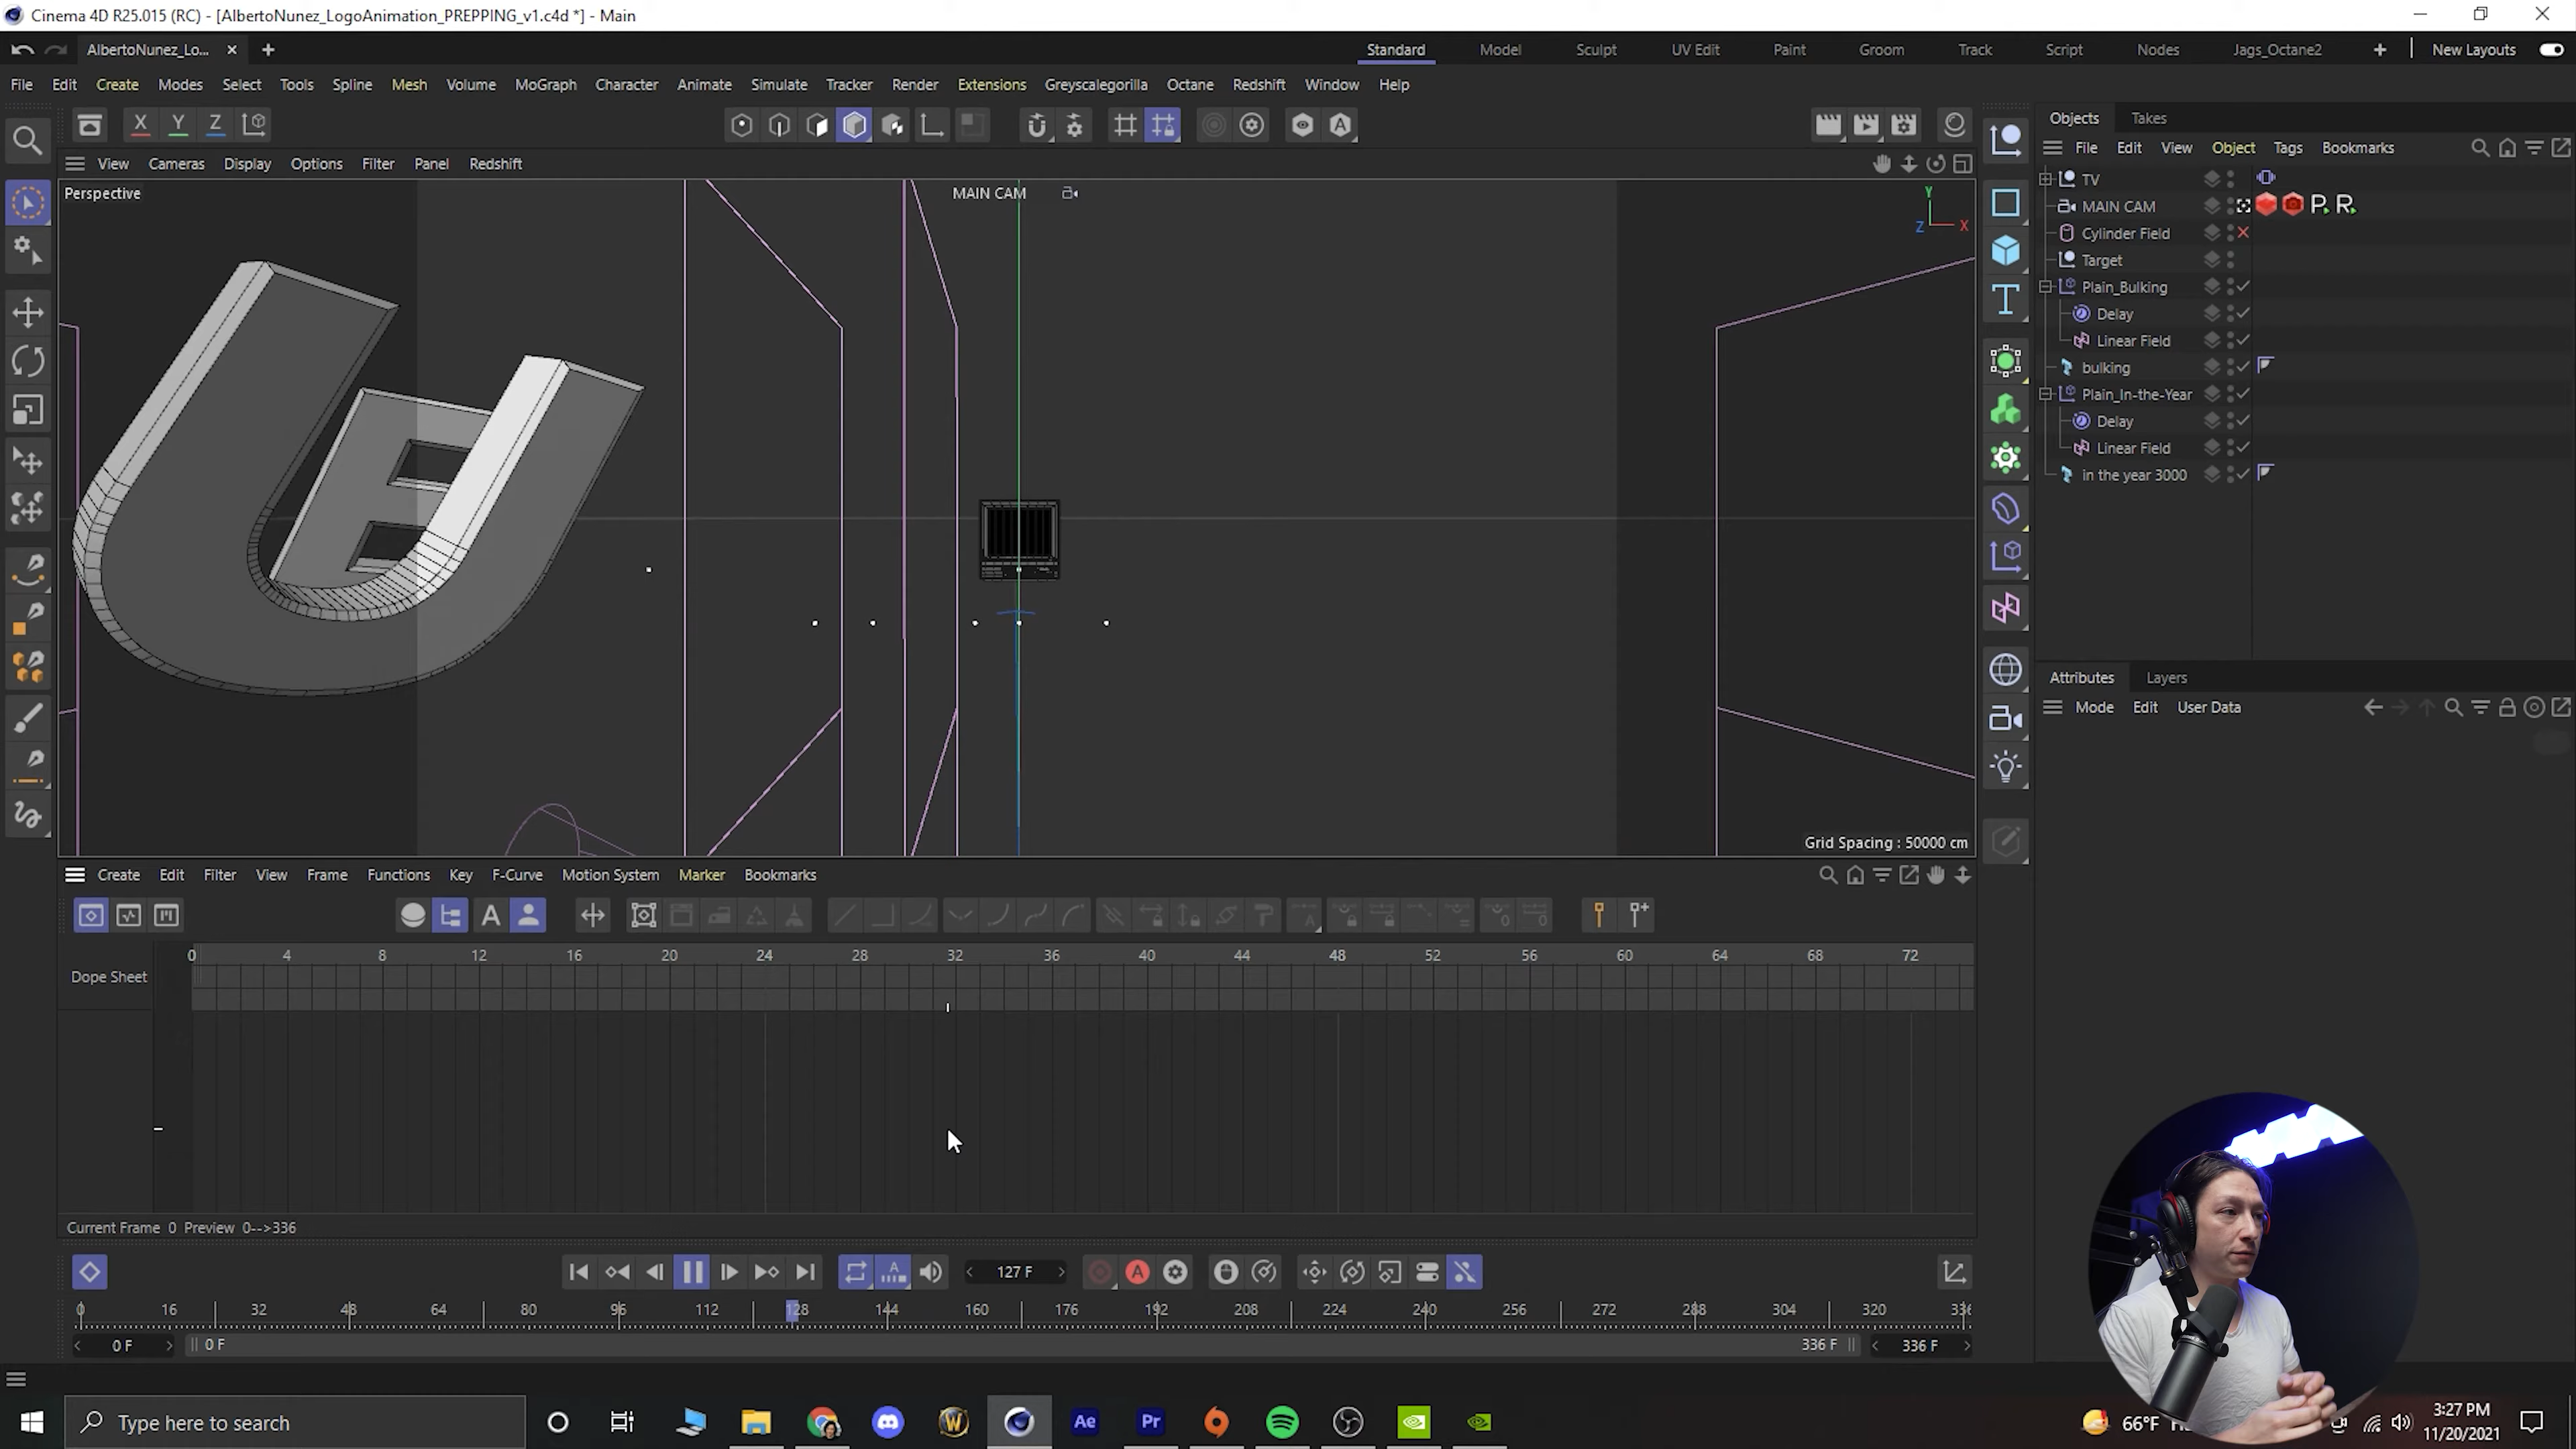 Cinema 4D R25.015 (RC) - [AlbertoNunez_LogoAnimation_PREPPING_v1.c4d *] - Main
AlbertoNunez_Lo...
Standard Model Sculpt UV Edit Paint Groom Track Script Nodes Jags_Octane2 New Layouts
File Edit Create Modes Select Tools Spline Mesh Volume MoGraph Character Animate Simulate Tracker Render Extensions Greyscalegorilla Octane Redshift Window Help
X Y Z
View Cameras Display Options Filter Panel Redshift
Perspective
MAIN CAM
Y
Z X
Grid Spacing : 50000 cm
Objects Takes
File Edit View Object Tags Bookmarks
TV
MAIN CAM
Cylinder Field
Target
Plain_Bulking
Delay
Linear Field
bulking
Plain_In-the-Year
Delay
Linear Field
in the year 3000
Attributes Layers
Mode Edit User Data
Create Edit Filter View Frame Functions Key F-Curve Motion System Marker Bookmarks
0 4 8 12 16 20 24 28 32 36 40 44 48 52 56 60 64 68 72
Dope Sheet
Current Frame 0 Preview 0-->336
127 F
0 16 32 48 64 80 96 112 128 144 160 176 192 208 224 240 256 272 288 304 320
0 F 0 F 336 F 336 F
Type here to search
Ae Pr
66°F
3:27 PM
11/20/2021